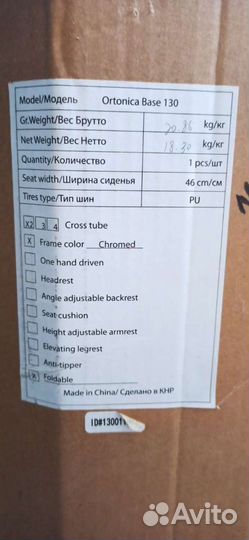 Model/Модель Ortonica Base 130
Gr.Weight/Вес Брутто 20.86 kg/кг
Net Weight/Вес Нетто 18.30 kg/кг
Quantity/Количество 1 pcs/шт
Seat width/Ширина сиденья 46 cm/см
Tires type/Тип шин PU
X2 3 4 Cross tube
X Frame color Chromed
One hand driven
Headrest
Angle adjustable backrest
Seat cushion
Height adjustable armrest
Elevating legrest
Anti-tipper
X Foldable
Made in China/ Сделано в КНР
ID#13001
Avito